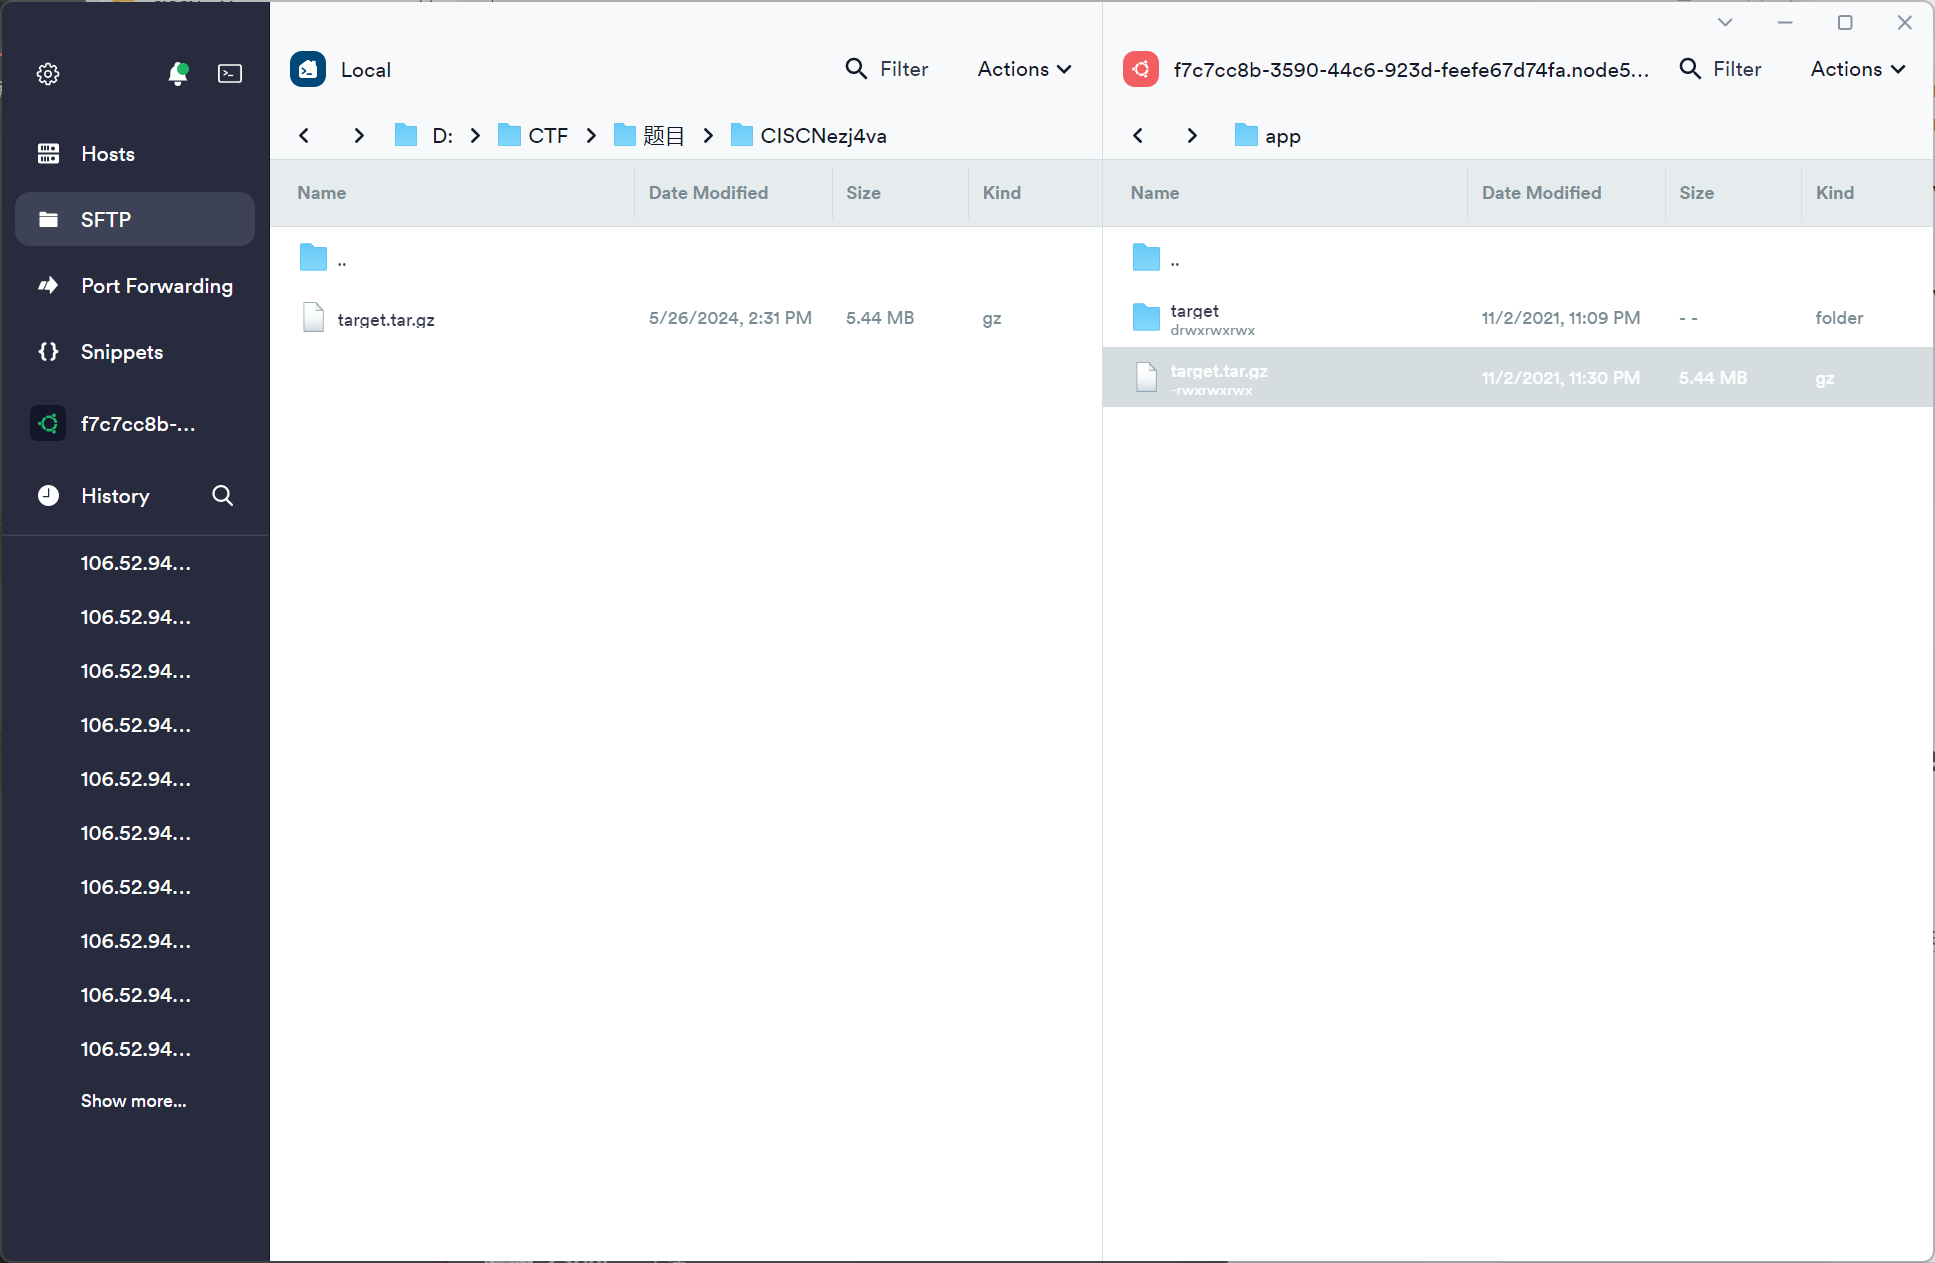 Hosts
SFTP
Port Forwarding
Snippets
f7c7cc8b-...
History
106.52.94...
106.52.94...
106.52.94...
106.52.94...
106.52.94...
106.52.94...
106.52.94...
106.52.94...
106.52.94...
106.52.94...
Show more...
Local Filter Actions
D: CTF 题目 CISCNezj4va
Name Date Modified Size Kind
..
target.tar.gz 5/26/2024, 2:31 PM 5.44 MB gz
f7c7cc8b-3590-44c6-923d-feefe67d74fa.node5... Filter Actions
app
Name Date Modified Size Kind
..
target 11/2/2021, 11:09 PM - - folder
drwxrwxrwx
target.tar.gz 11/2/2021, 11:30 PM 5.44 MB gz
-rwxrwxrwx